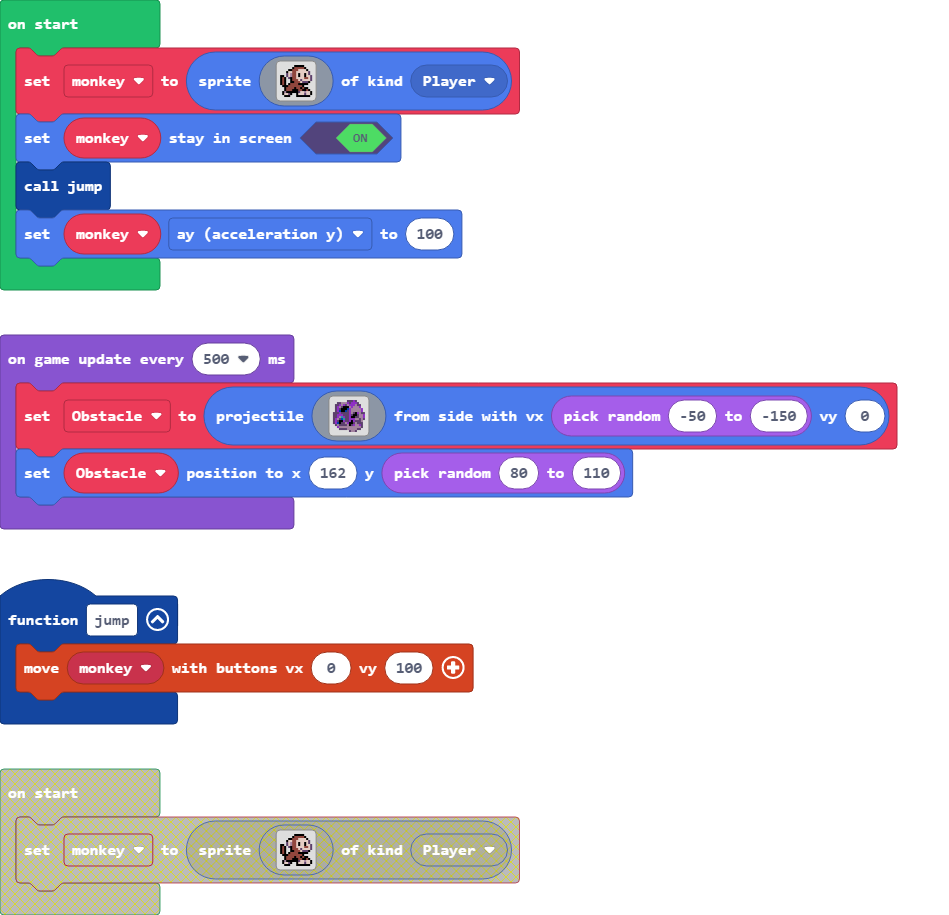 on start
set monkey to sprite of kind Player
set monkey stay in screen ON
call jump
set monkey ay (acceleration y) to 100
on game update every 500 ms
set Obstacle to projectile from side with vx pick random -50 to -150 vy 0
set Obstacle position to x 162 y pick random 80 to 110
function jump
move monkey with buttons vx 0 vy 100
on start
set monkey to sprite of kind Player